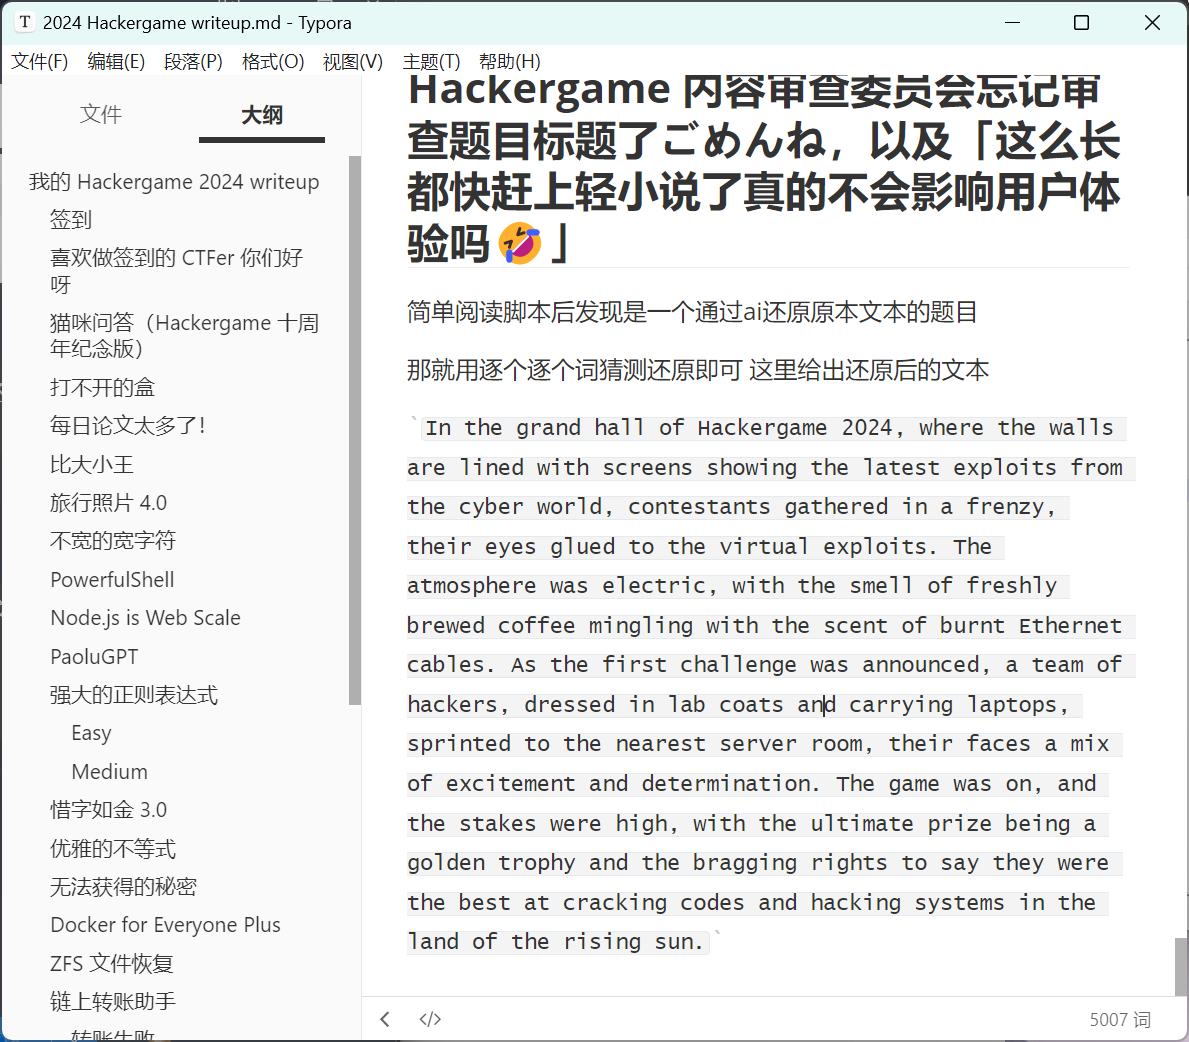 2024 Hackergame writeup.md - Typora
文件(F) 编辑(E) 段落(P) 格式(O) 视图(V) 主题(T) 帮助(H)
文件 大纲
我的 Hackergame 2024 writeup
签到
喜欢做签到的 CTFer 你们好
呀
猫咪问答（Hackergame 十周
年纪念版）
打不开的盒
每日论文太多了！
比大小王
旅行照片 4.0
不宽的宽字符
PowerfulShell
Node.js is Web Scale
PaoluGPT
强大的正则表达式
Easy
Medium
惜字如金 3.0
优雅的不等式
无法获得的秘密
Docker for Everyone Plus
ZFS 文件恢复
链上转账助手
转账失败
Hackergame 内容审查委员会忘记审
查题目标题了ごめんね，以及「这么长
都快赶上轻小说了真的不会影响用户体
验吗🤣」
简单阅读脚本后发现是一个通过ai还原原本文本的题目
那就用逐个逐个词猜测还原即可 这里给出还原后的文本
`In the grand hall of Hackergame 2024, where the walls
are lined with screens showing the latest exploits from
the cyber world, contestants gathered in a frenzy,
their eyes glued to the virtual exploits. The
atmosphere was electric, with the smell of freshly
brewed coffee mingling with the scent of burnt Ethernet
cables. As the first challenge was announced, a team of
hackers, dressed in lab coats and carrying laptops,
sprinted to the nearest server room, their faces a mix
of excitement and determination. The game was on, and
the stakes were high, with the ultimate prize being a
golden trophy and the bragging rights to say they were
the best at cracking codes and hacking systems in the
land of the rising sun.`
</> 5007 词